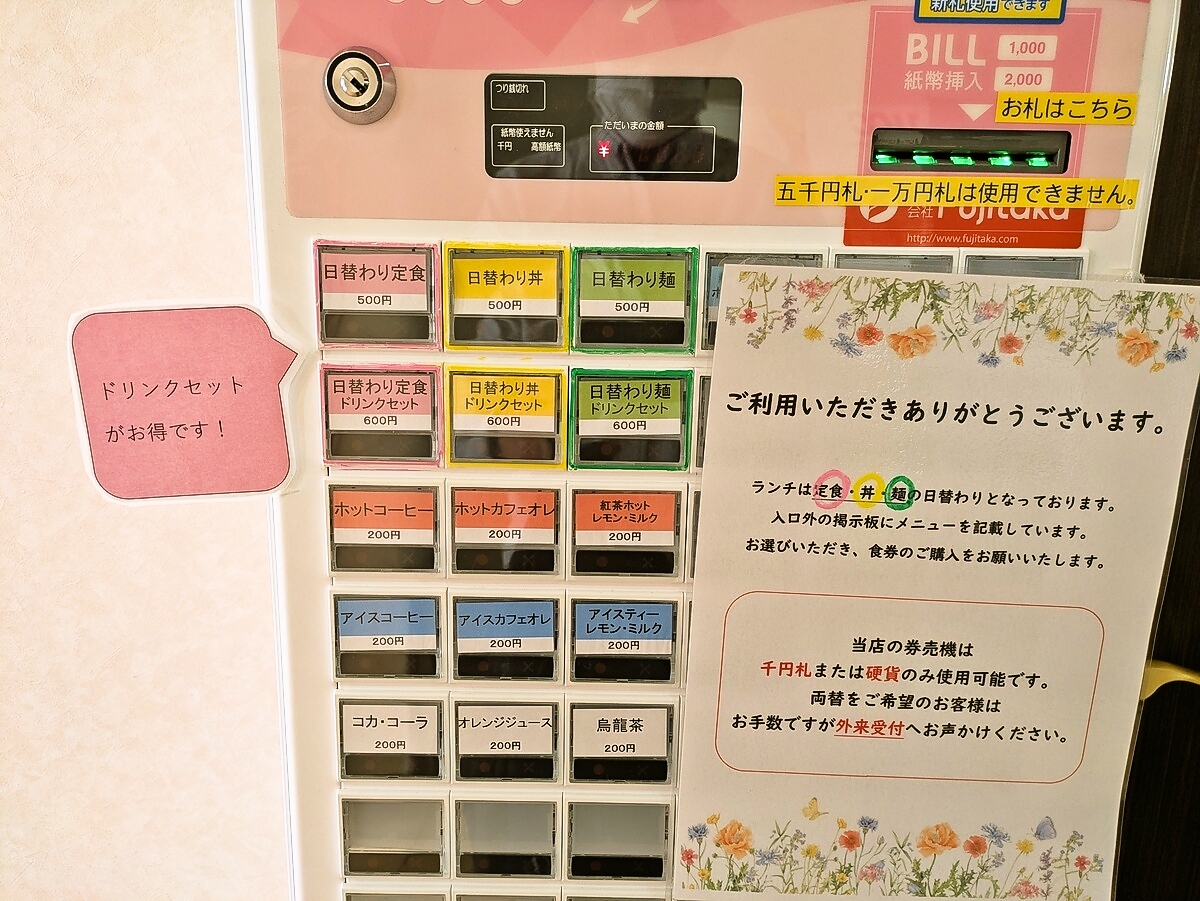 新札使用できます
BILL
1,000
紙幣挿入
2,000
お札はこちら
つり銭切れ
紙幣使えません
千円 高額紙幣
ただいまの金額
¥
五千円札・一万円札は使用できません。
会社 Fujitaka
http://www.fujitaka.com
日替わり定食
500円
日替わり丼
500円
日替わり麺
500円
ドリンクセット
がお得です！
日替わり定食
ドリンクセット
600円
日替わり丼
ドリンクセット
600円
日替わり麺
ドリンクセット
600円
ホットコーヒー
200円
ホットカフェオレ
200円
紅茶ホット
レモン・ミルク
200円
アイスコーヒー
200円
アイスカフェオレ
200円
アイスティー
レモン・ミルク
200円
コカ・コーラ
200円
オレンジジュース
200円
烏龍茶
200円
ご利用いただきありがとうございます。
ランチは定食・丼・麺の日替わりとなっております。
入口外の掲示板にメニューを記載しています。
お選びいただき、食券のご購入をお願いいたします。
当店の券売機は
千円札または硬貨のみ使用可能です。
両替をご希望のお客様は
お手数ですが外来受付へお声かけください。